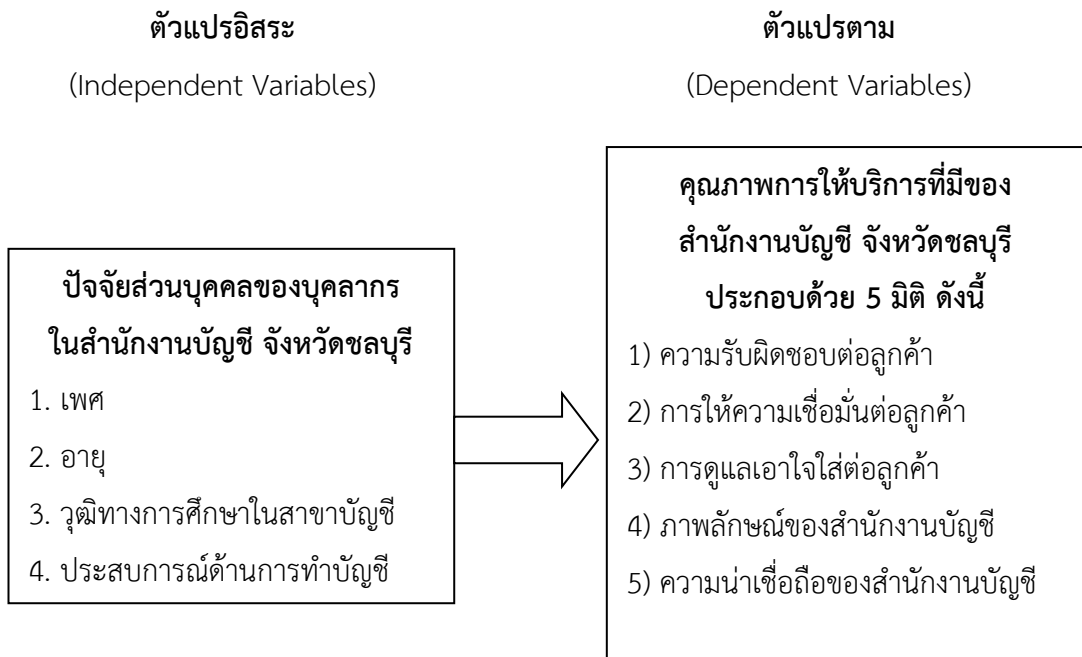 ตัวแปรอิสระ
(Independent Variables)
ปัจจัยส่วนบุคคลของบุคลากร
ในสำนักงานบัญชี จังหวัดชลบุรี
1. เพศ
2. อายุ
3. วุฒิทางการศึกษาในสาขาบัญชี
4. ประสบการณ์ด้านการทำบัญชี
ตัวแปรตาม
(Dependent Variables)
คุณภาพการให้บริการที่มีของ
สำนักงานบัญชี จังหวัดชลบุรี
ประกอบด้วย 5 มิติ ดังนี้
1) ความรับผิดชอบต่อลูกค้า
2) การให้ความเชื่อมั่นต่อลูกค้า
3) การดูแลเอาใจใส่ต่อลูกค้า
4) ภาพลักษณ์ของสำนักงานบัญชี
5) ความน่าเชื่อถือของสำนักงานบัญชี